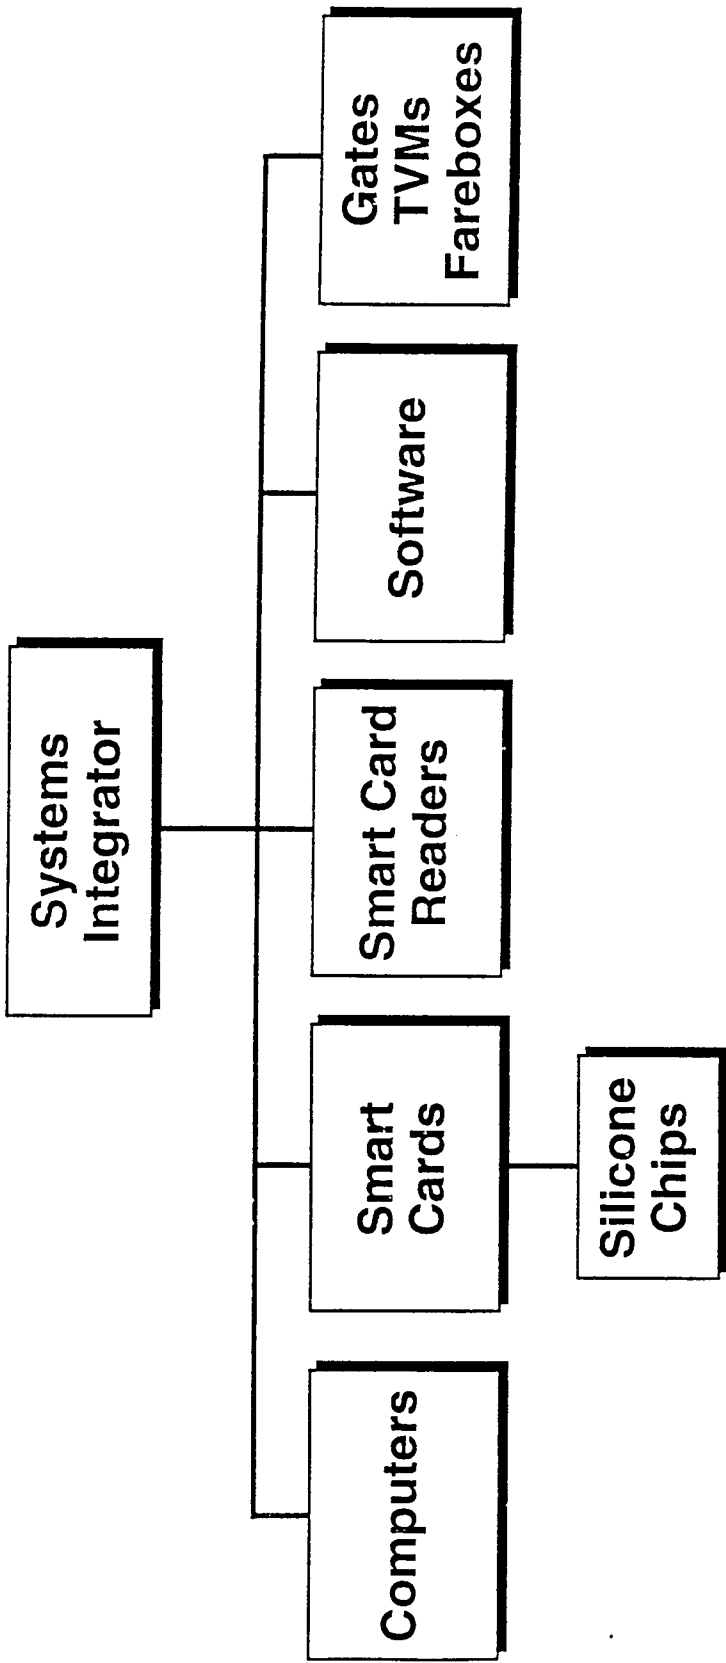 Systems
Integrator
Computers
Smart
Cards
Smart Card
Readers
Software
Gates
TVMs
Fareboxes
Silicone
Chips